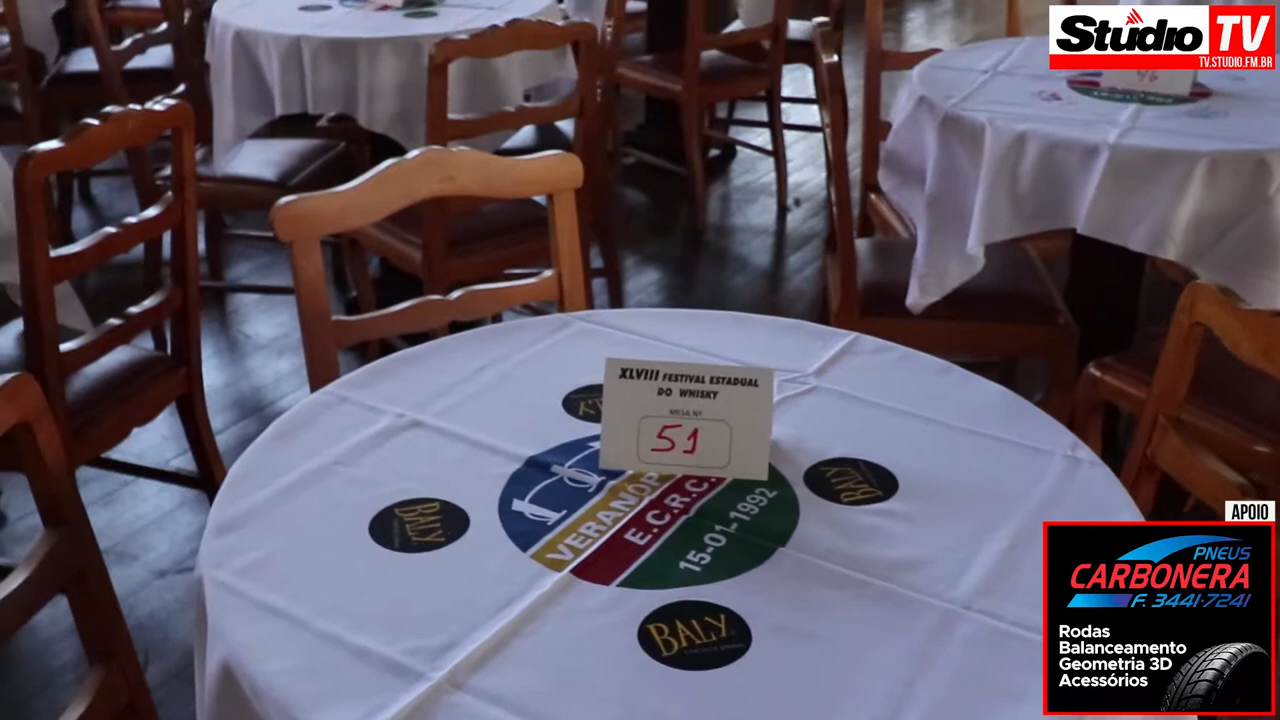 Studio TV
TV.STUDIO.FM.BR
46
XLVIII FESTIVAL ESTADUAL
DO WHISKY
MESA Nº
51
BALY
BALY
VERANÓP
E.C.R.C.
15-01-1992
BALY
APOIO
PNEUS
CARBONERA
F. 3441-7241
Rodas
Balanceamento
Geometria 3D
Acessórios